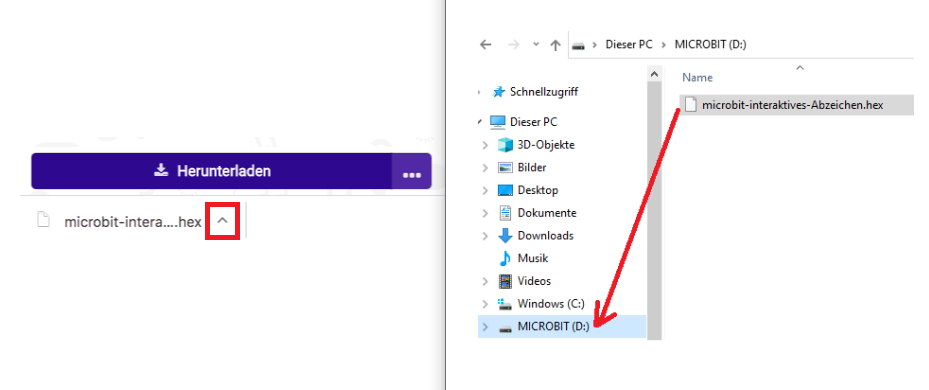 Herunterladen
...
microbit-intera....hex
Dieser PC > MICROBIT (D:)
Name
microbit-interaktives-Abzeichen.hex
Schnellzugriff
Dieser PC
3D-Objekte
Bilder
Desktop
Dokumente
Downloads
Musik
Videos
Windows (C:)
MICROBIT (D:)